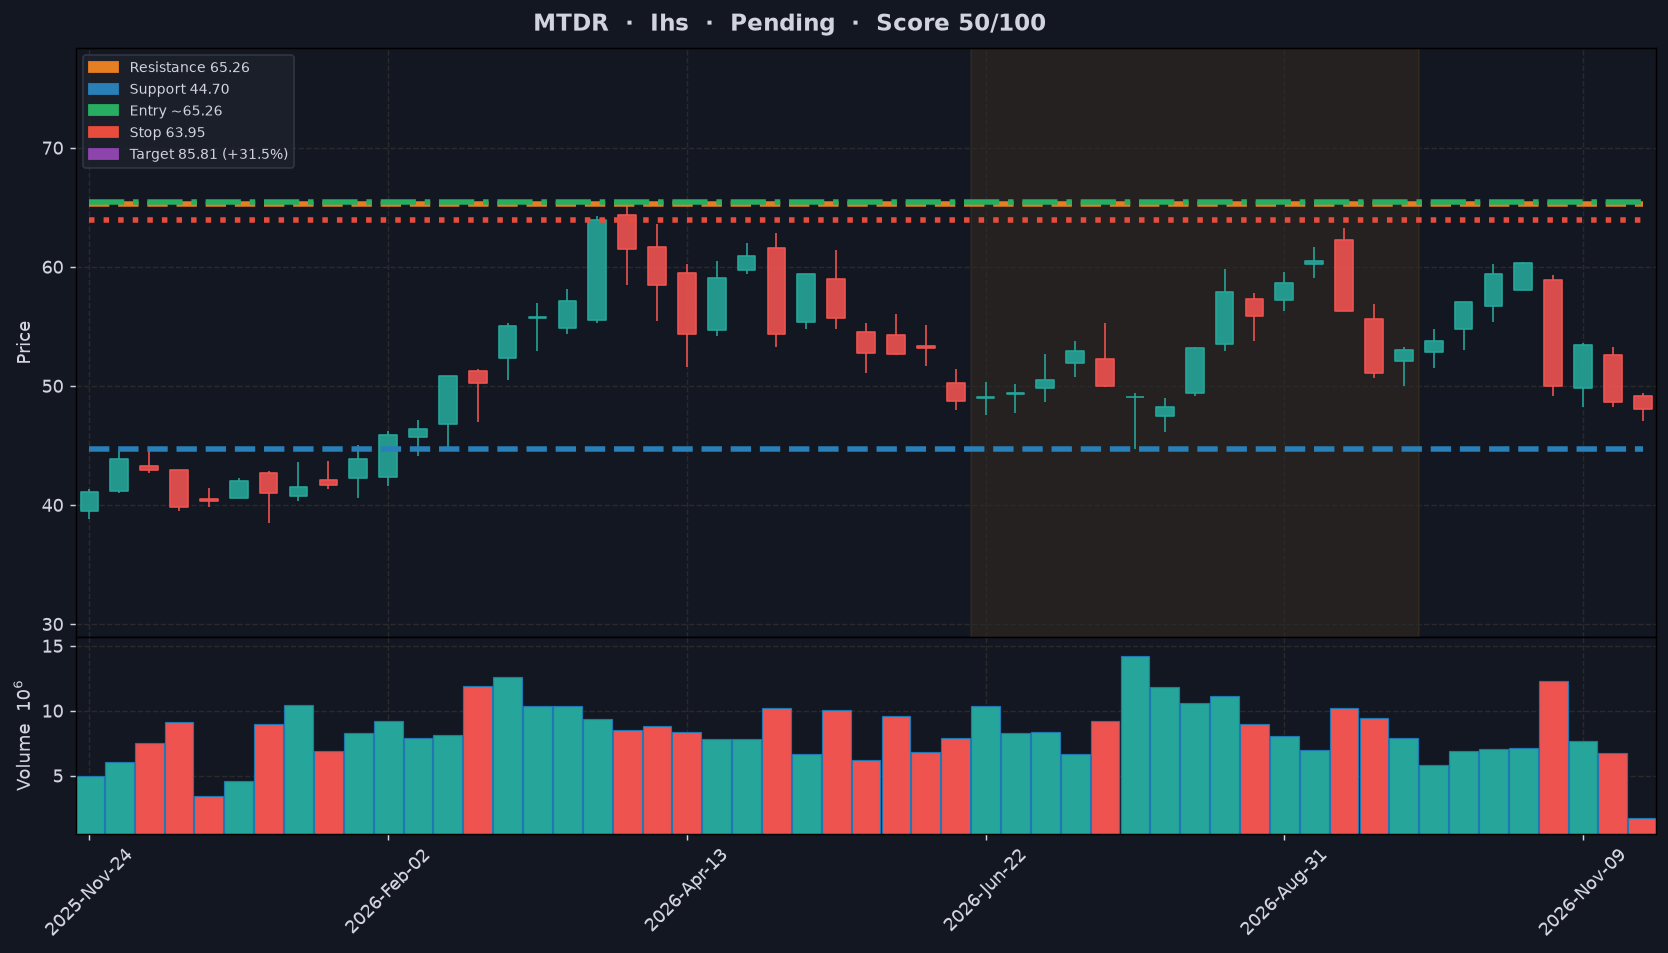 MTDR · Ihs · Pending · Score 50/100
Resistance 65.26
Support 44.70
Entry ~65.26
Stop 63.95
Target 85.81 (+31.5%)
Price
70
60
50
40
30
Volume 10⁶
15
10
5
2025-Nov-24
2026-Feb-02
2026-Apr-13
2026-Jun-22
2026-Aug-31
2026-Nov-09